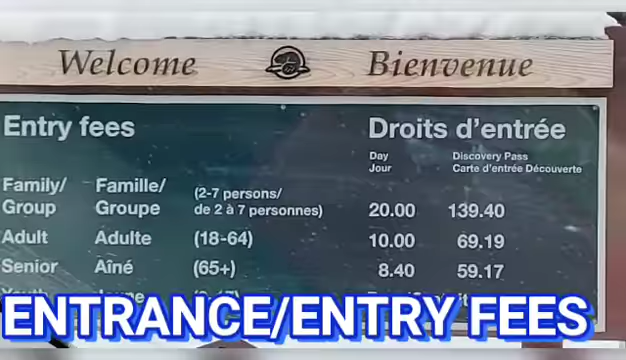 Welcome Bienvenue
Entry fees Droits d'entrée
Day Discovery Pass
Jour Carte d'entrée Découverte
Family/ Famille/ (2-7 persons/
Group Groupe de 2 à 7 personnes) 20.00 139.40
Adult Adulte (18-64) 10.00 69.19
Senior Aîné (65+) 8.40 59.17
ENTRANCE/ENTRY FEES